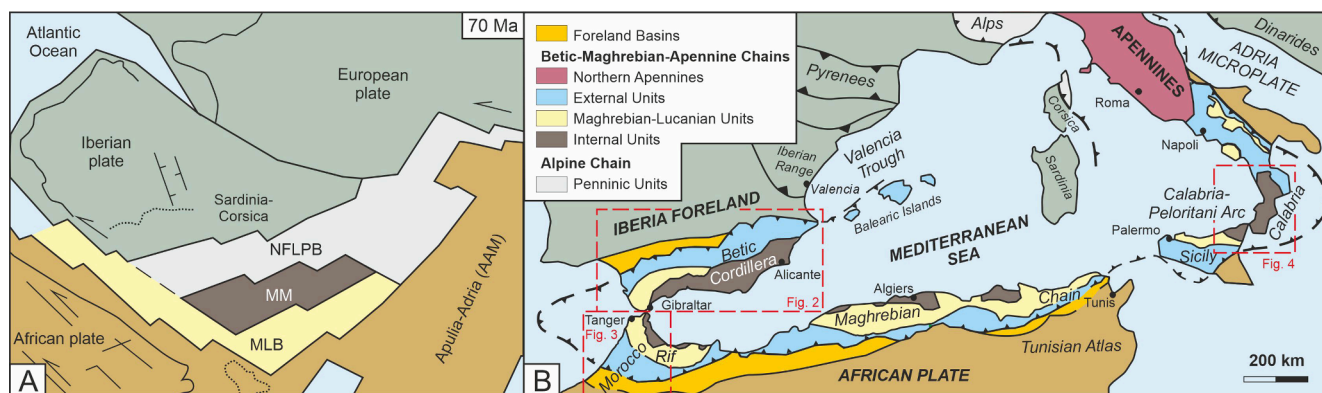 70 Ma
Atlantic
Ocean
European
plate
Iberian
plate
Sardinia-
Corsica
NFLPB
MM
MLB
African plate
Apulia-Adria (AAM)
A
Foreland Basins
Betic-Maghrebian-Apennine Chains
Northern Apennines
External Units
Maghrebian-Lucanian Units
Internal Units
Alpine Chain
Penninic Units
Alps
Dinarides
APENNINES
ADRIA
MICROPLATE
Pyrenees
Roma
Corsica
Napoli
Iberian
Range
Valencia
Trough
Valencia
Sardinia
Balearic Islands
IBERIA FORELAND
Calabria-
Peloritani Arc
Calabria
Palermo
MEDITERRANEAN
SEA
Betic
Cordillera
Alicante
Sicily
Fig. 4
Fig. 2
Gibraltar
Algiers
Chain
Tunis
Tanger
Maghrebian
Fig. 3
Rif
Morocco
Tunisian Atlas
AFRICAN PLATE
200 km
B